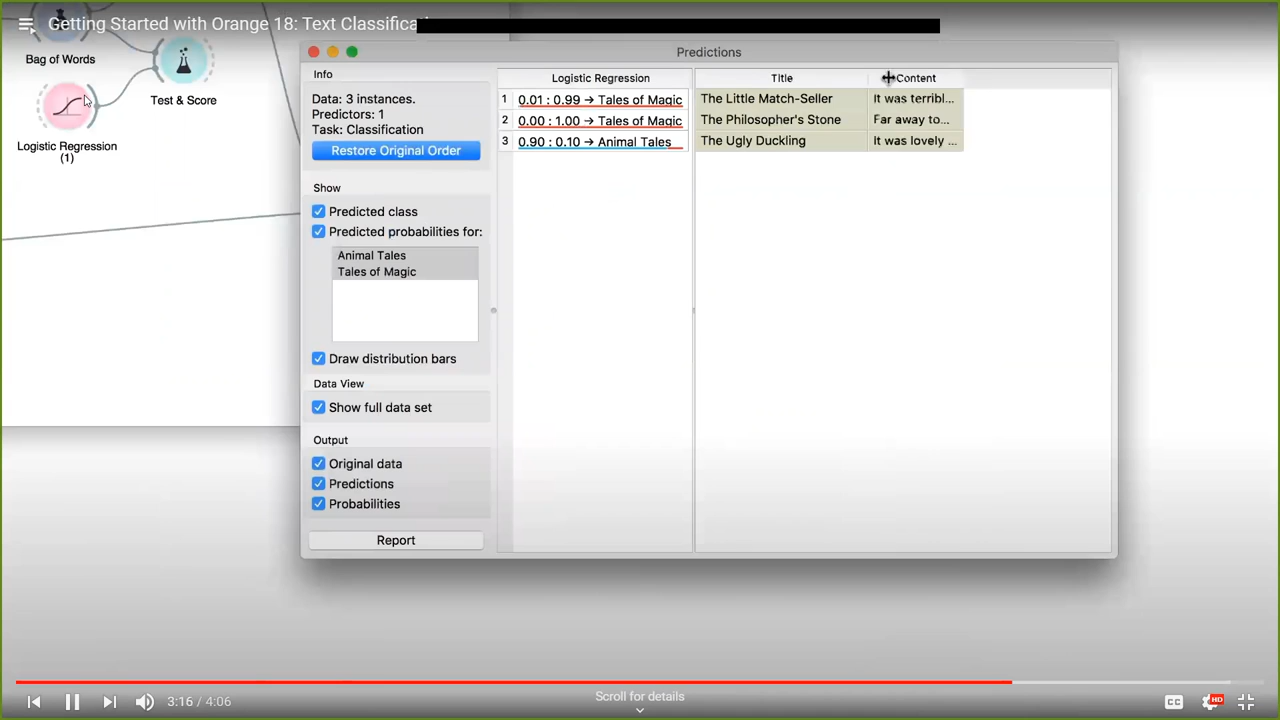 Getting Started with Orange 18: Text Classificati
Bag of Words
Test & Score
Logistic Regression
(1)
Predictions
Info
Data: 3 instances.
Predictors: 1
Task: Classification
Restore Original Order
Show
Predicted class
Predicted probabilities for:
Animal Tales
Tales of Magic
Draw distribution bars
Data View
Show full data set
Output
Original data
Predictions
Probabilities
Report
Logistic Regression Title Content
1 0.01 : 0.99 → Tales of Magic The Little Match-Seller It was terribl...
2 0.00 : 1.00 → Tales of Magic The Philosopher's Stone Far away to...
3 0.90 : 0.10 → Animal Tales The Ugly Duckling It was lovely ...
3:16 / 4:06
Scroll for details
CC
HD